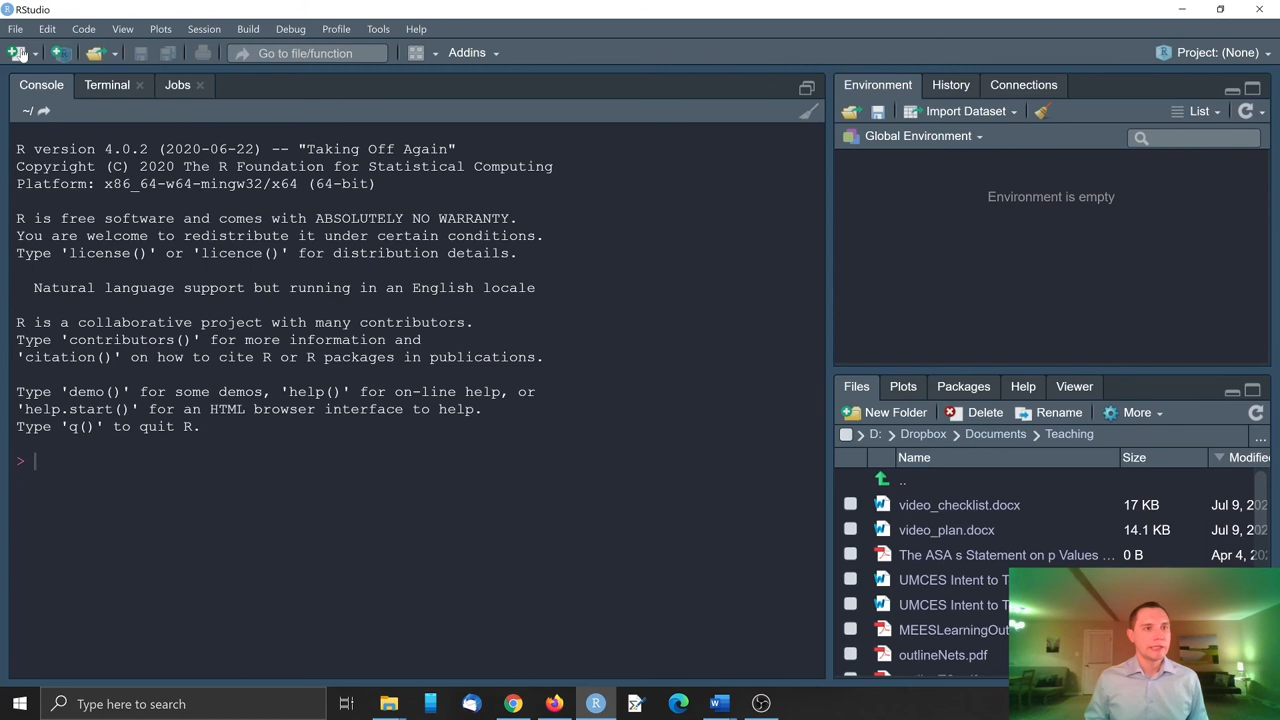 RStudio
File Edit Code View Plots Session Build Debug Profile Tools Help
Go to file/function Addins Project: (None)
Console Terminal Jobs
~/
R version 4.0.2 (2020-06-22) -- "Taking Off Again"
Copyright (C) 2020 The R Foundation for Statistical Computing
Platform: x86_64-w64-mingw32/x64 (64-bit)
R is free software and comes with ABSOLUTELY NO WARRANTY.
You are welcome to redistribute it under certain conditions.
Type 'license()' or 'licence()' for distribution details.
Natural language support but running in an English locale
R is a collaborative project with many contributors.
Type 'contributors()' for more information and
'citation()' on how to cite R or R packages in publications.
Type 'demo()' for some demos, 'help()' for on-line help, or
'help.start()' for an HTML browser interface to help.
Type 'q()' to quit R.
>
Environment History Connections
Import Dataset List
Global Environment
Environment is empty
Files Plots Packages Help Viewer
New Folder Delete Rename More
D: Dropbox Documents Teaching ...
Name Size Modifie
..
video_checklist.docx 17 KB Jul 9, 202
video_plan.docx 14.1 KB Jul 9, 202
The ASA s Statement on p Values ... 0 B Apr 4, 20
UMCES Intent to T
UMCES Intent to T
MEESLearningOut
outlineNets.pdf
Type here to search